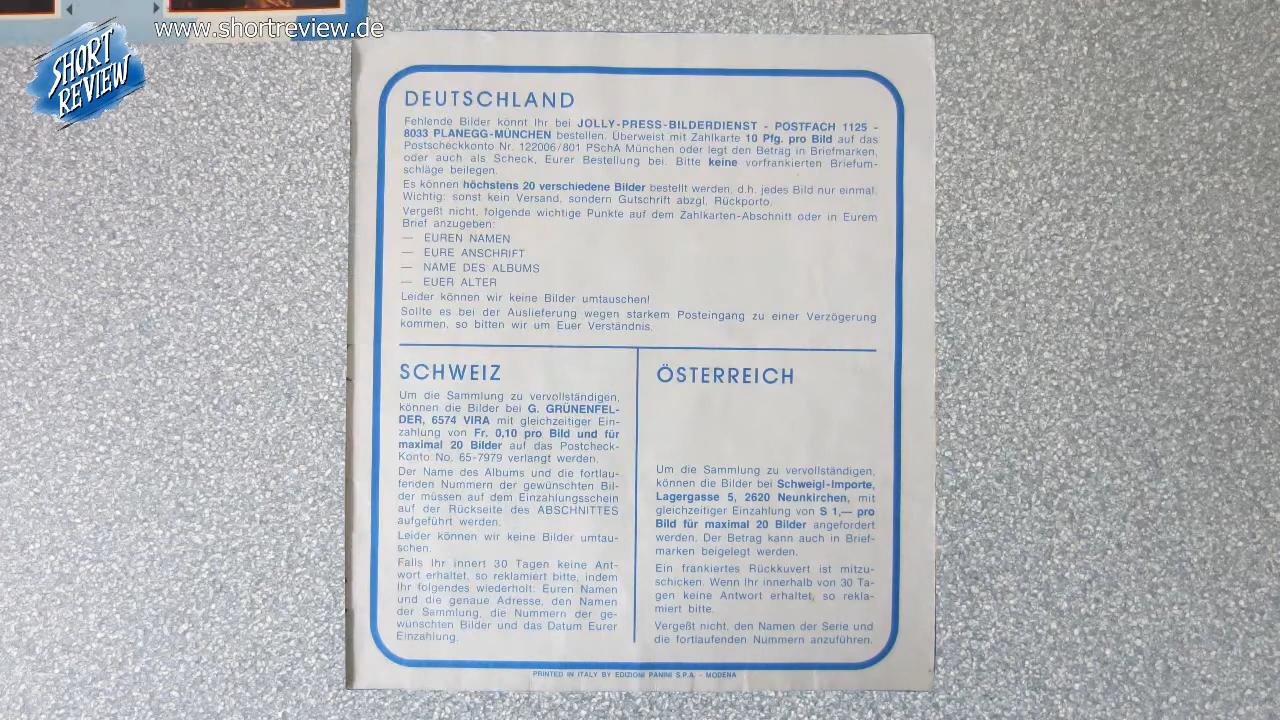 www.shortreview.de
SHORT
REVIEW
DEUTSCHLAND
Fehlende Bilder könnt Ihr bei JOLLY-PRESS-BILDERDIENST - POSTFACH 1125 -
8033 PLANEGG-MÜNCHEN bestellen. Überweist mit Zahlkarte 10 Pfg. pro Bild auf das
Postscheckkonto Nr. 122006/801 PSchA München oder legt den Betrag in Briefmarken,
oder auch als Scheck, Eurer Bestellung bei. Bitte keine vorfrankierten Briefum-
schläge beilegen.
Es können höchstens 20 verschiedene Bilder bestellt werden, d.h. jedes Bild nur einmal.
Wichtig: sonst kein Versand, sondern Gutschrift abzgl. Rückporto.
Vergeßt nicht, folgende wichtige Punkte auf dem Zahlkarten-Abschnitt oder in Eurem
Brief anzugeben:
— EUREN NAMEN
— EURE ANSCHRIFT
— NAME DES ALBUMS
— EUER ALTER
Leider können wir keine Bilder umtauschen!
Sollte es bei der Auslieferung wegen starkem Posteingang zu einer Verzögerung
kommen, so bitten wir um Euer Verständnis.
SCHWEIZ
Um die Sammlung zu vervollständigen,
können die Bilder bei G. GRÜNENFEL-
DER, 6574 VIRA mit gleichzeitiger Ein-
zahlung von Fr. 0,10 pro Bild und für
maximal 20 Bilder auf das Postcheck-
Konto No. 65-7979 verlangt werden.
Der Name des Albums und die fortlau-
fenden Nummern der gewünschten Bil-
der müssen auf dem Einzahlungsschein
auf der Rückseite des ABSCHNITTES
aufgeführt werden.
Leider können wir keine Bilder umtau-
schen.
Falls Ihr innert 30 Tagen keine Ant-
wort erhaltet, so reklamiert bitte, indem
Ihr folgendes wiederholt: Euren Namen
und die genaue Adresse, den Namen
der Sammlung, die Nummern der ge-
wünschten Bilder und das Datum Eurer
Einzahlung.
ÖSTERREICH
Um die Sammlung zu vervollständigen,
können die Bilder bei Schweigl-Importe,
Lagergasse 5, 2620 Neunkirchen, mit
gleichzeitiger Einzahlung von S 1,— pro
Bild für maximal 20 Bilder angefordert
werden. Der Betrag kann auch in Brief-
marken beigelegt werden.
Ein frankiertes Rückkuvert ist mitzu-
schicken. Wenn Ihr innerhalb von 30 Ta-
gen keine Antwort erhaltet, so rekla-
miert bitte.
Vergeßt nicht, den Namen der Serie und
die fortlaufenden Nummern anzuführen.
PRINTED IN ITALY BY EDIZIONI PANINI S.P.A. - MODENA